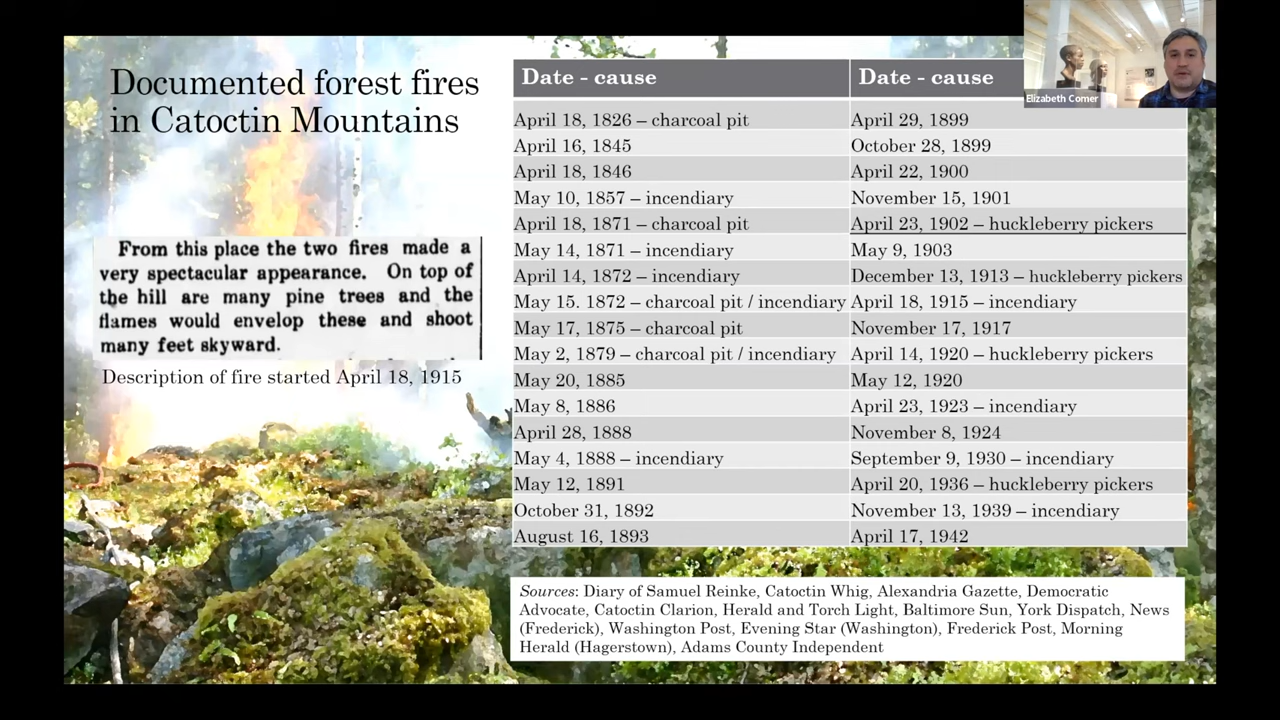 Documented forest fires
in Catoctin Mountains
From this place the two fires made a
very spectacular appearance. On top of
the hill are many pine trees and the
flames would envelop these and shoot
many feet skyward.
Description of fire started April 18, 1915
Date - cause
April 18, 1826 – charcoal pit
April 16, 1845
April 18, 1846
May 10, 1857 – incendiary
April 18, 1871 – charcoal pit
May 14, 1871 – incendiary
April 14, 1872 – incendiary
May 15. 1872 – charcoal pit / incendiary
May 17, 1875 – charcoal pit
May 2, 1879 – charcoal pit / incendiary
May 20, 1885
May 8, 1886
April 28, 1888
May 4, 1888 – incendiary
May 12, 1891
October 31, 1892
August 16, 1893
Date - cause
April 29, 1899
October 28, 1899
April 22, 1900
November 15, 1901
April 23, 1902 – huckleberry pickers
May 9, 1903
December 13, 1913 – huckleberry pickers
April 18, 1915 – incendiary
November 17, 1917
April 14, 1920 – huckleberry pickers
May 12, 1920
April 23, 1923 – incendiary
November 8, 1924
September 9, 1930 – incendiary
April 20, 1936 – huckleberry pickers
November 13, 1939 – incendiary
April 17, 1942
Sources: Diary of Samuel Reinke, Catoctin Whig, Alexandria Gazette, Democratic
Advocate, Catoctin Clarion, Herald and Torch Light, Baltimore Sun, York Dispatch, News
(Frederick), Washington Post, Evening Star (Washington), Frederick Post, Morning
Herald (Hagerstown), Adams County Independent
Elizabeth Comer